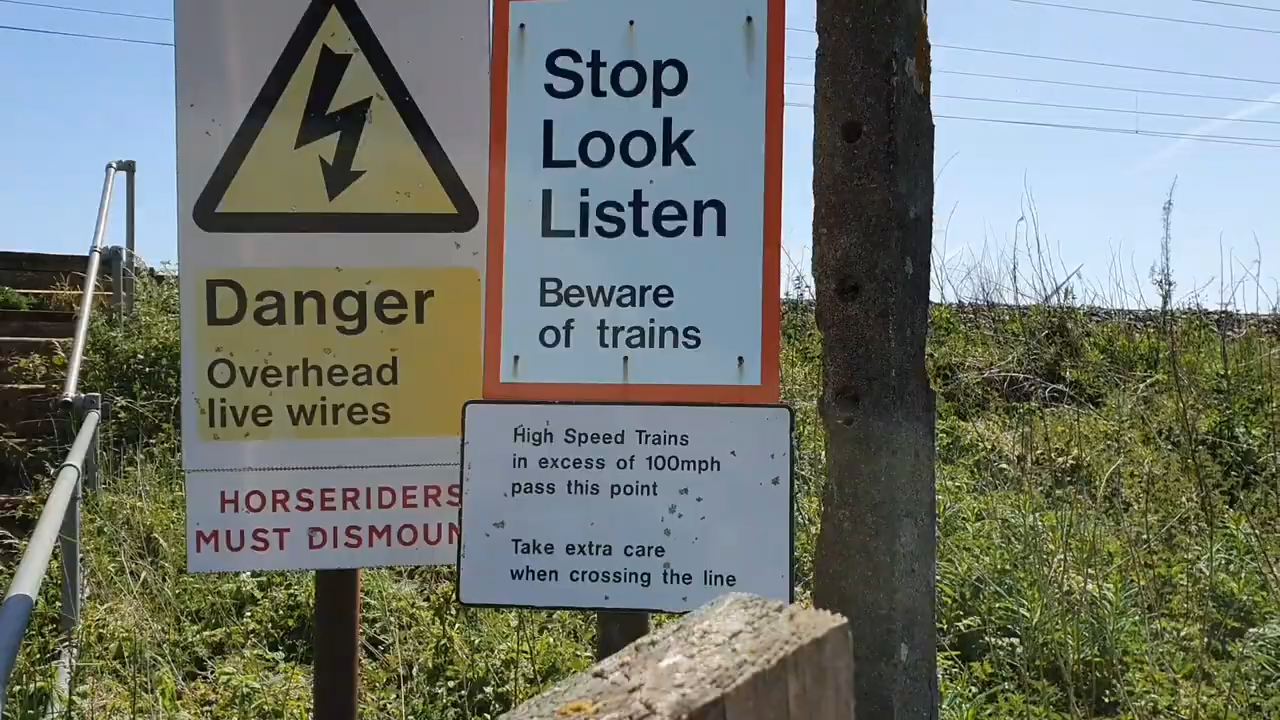 Danger
Overhead
live wires
HORSERIDERS
MUST DISMOUN
Stop
Look
Listen
Beware
of trains
High Speed Trains
in excess of 100mph
pass this point
Take extra care
when crossing the line